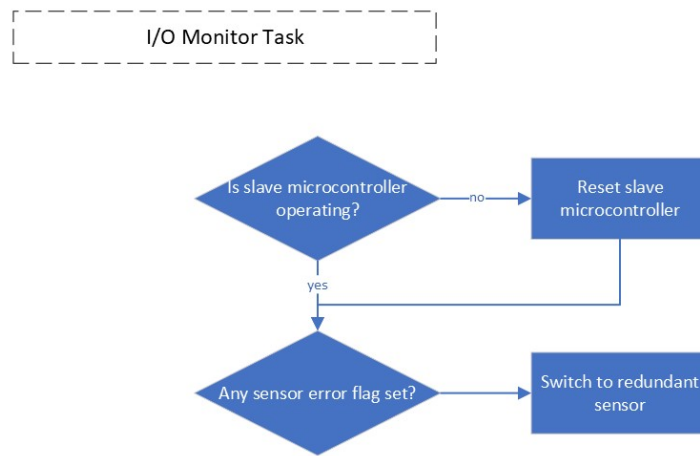 I/O Monitor Task
Is slave microcontroller
operating?
no
Reset slave
microcontroller
yes
Any sensor error flag set?
Switch to redundant
sensor